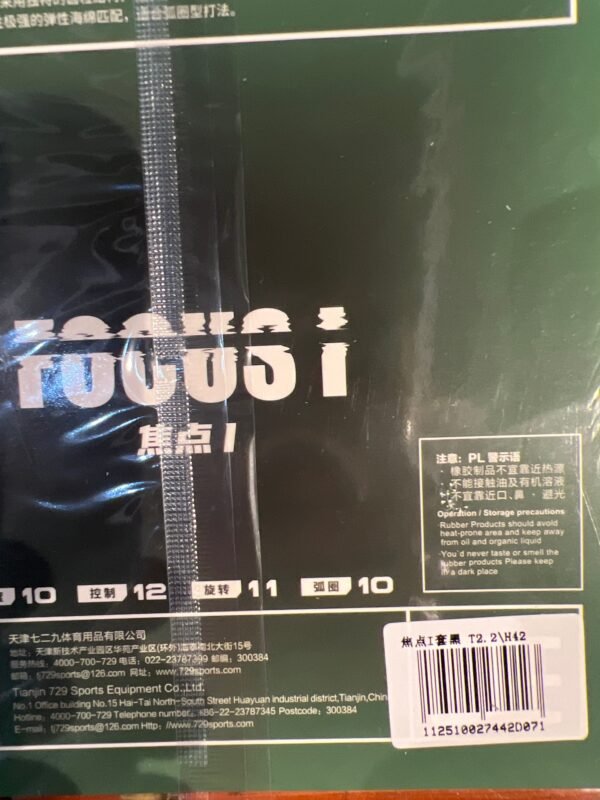 性极强的弹性海绵匹配，适合弧圈型打法。
FOCUS i
焦点 I
10 控制 12 旋转 11 弧圈 10
注意：PL 警示语
· 橡胶制品不宜靠近热源
· 不能接触油及有机溶液
· 不宜靠近口、鼻 · 避光
Operation / Storage precautions
· Rubber Products should avoid
heat-prone area and keep away
from oil and organic liquid
· You'd never taste or smell the
rubber products Please keep
in a dark place
天津七二九体育用品有限公司
地址：天津新技术产业园区华苑产业区(环外)海泰南北大街15号
服务热线：4000-700-729 电话：022-23787399 邮编：300384
邮箱：tj729sports@126.com 网址：www.729sports.com
Tianjin 729 Sports Equipment Co.,Ltd.
No.1 Office building No.15 Hai-Tai North-South Street Huayuan industrial district,Tianjin,China
Hotline：4000-700-729 Telephone number：086-22-23787345 Postcode：300384
E-mail：tj729sports@126.com Http：//www.729sports.com
焦点I套黑 T2.2\H42
112510027442D071